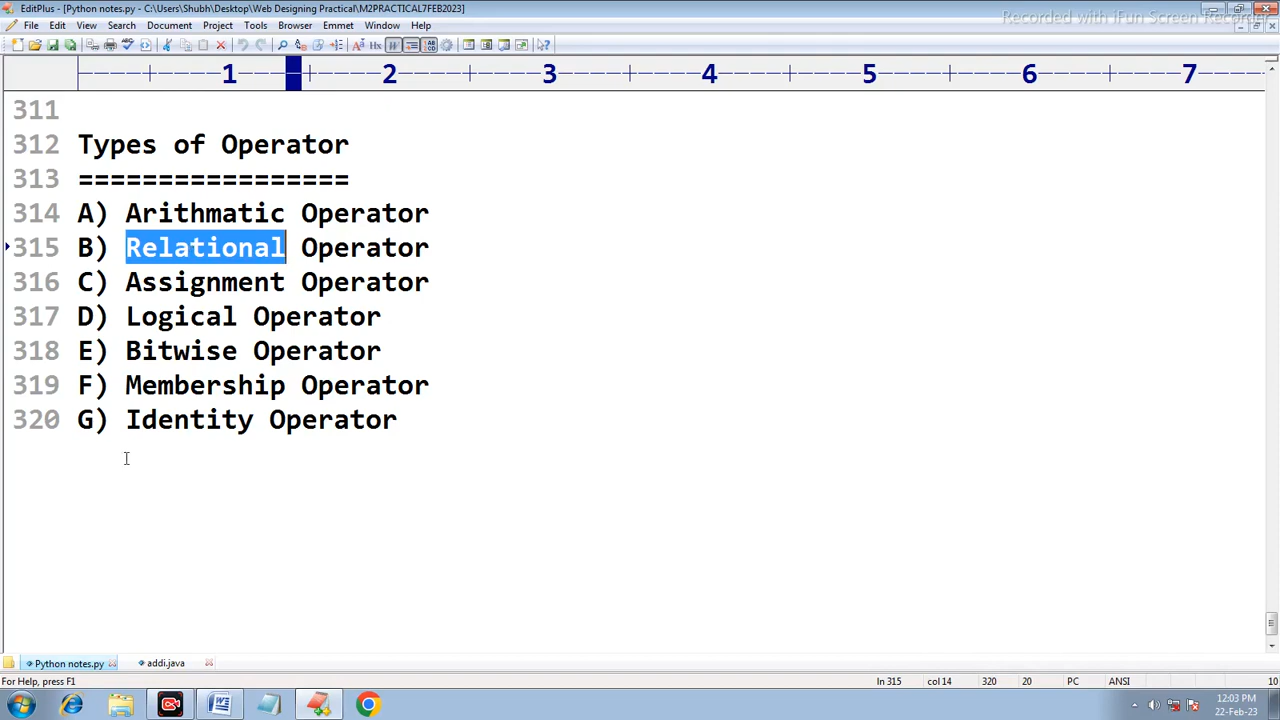 EditPlus - [Python notes.py - C:\Users\Shubh\Desktop\Web Designing Practical\M2PRACTICAL7FEB2023]
Recorded with iFun Screen Recorder
File Edit View Search Document Project Tools Browser Emmet Window Help
1 2 3 4 5 6 7
311
312 Types of Operator
313 =================
314 A) Arithmatic Operator
315 B) Relational Operator
316 C) Assignment Operator
317 D) Logical Operator
318 E) Bitwise Operator
319 F) Membership Operator
320 G) Identity Operator
Python notes.py addi.java
For Help, press F1 ln 315 col 14 320 20 PC ANSI 10
12:03 PM
22-Feb-23